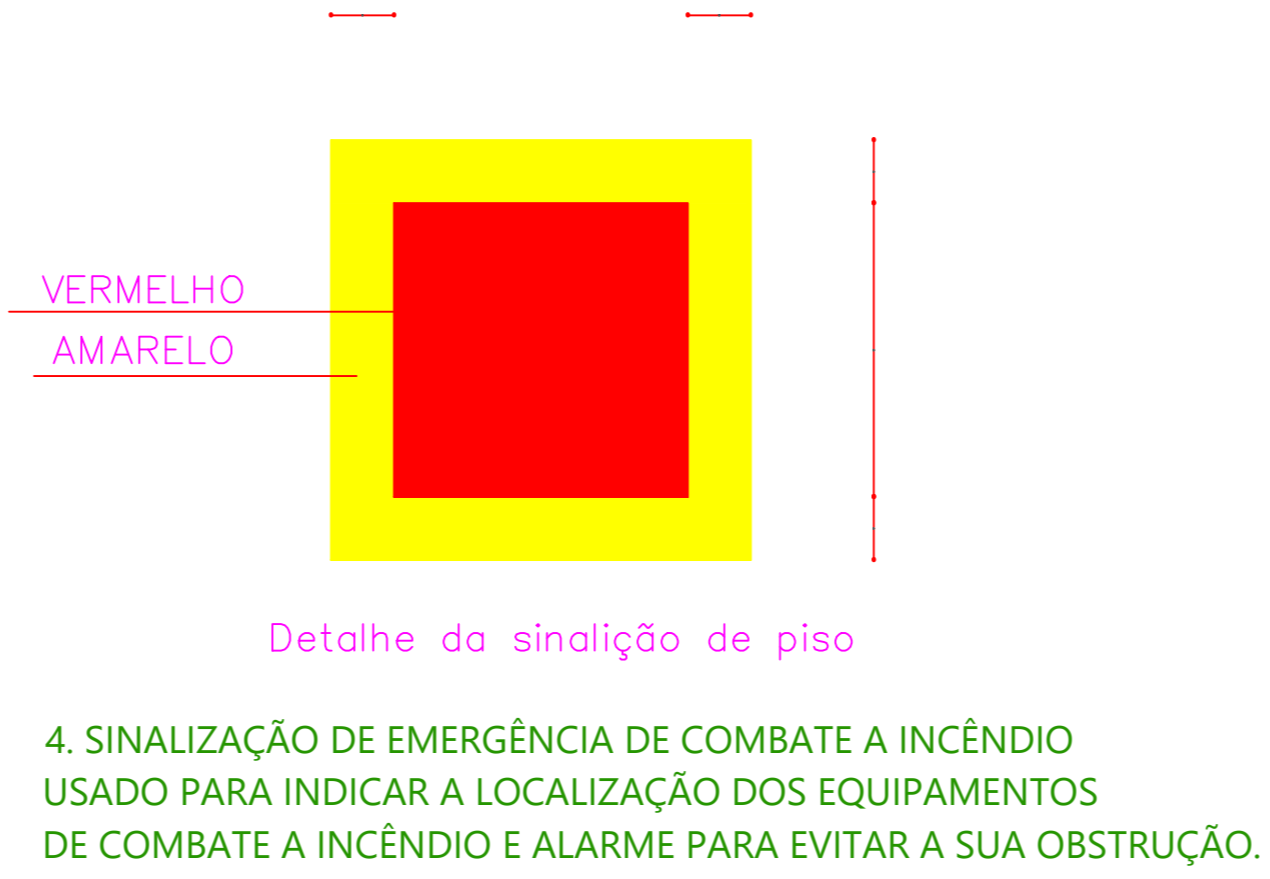 VERMELHO
AMARELO
Detalhe da sinalição de piso
4. SINALIZAÇÃO DE EMERGÊNCIA DE COMBATE A INCÊNDIO
USADO PARA INDICAR A LOCALIZAÇÃO DOS EQUIPAMENTOS
DE COMBATE A INCÊNDIO E ALARME PARA EVITAR A SUA OBSTRUÇÃO.